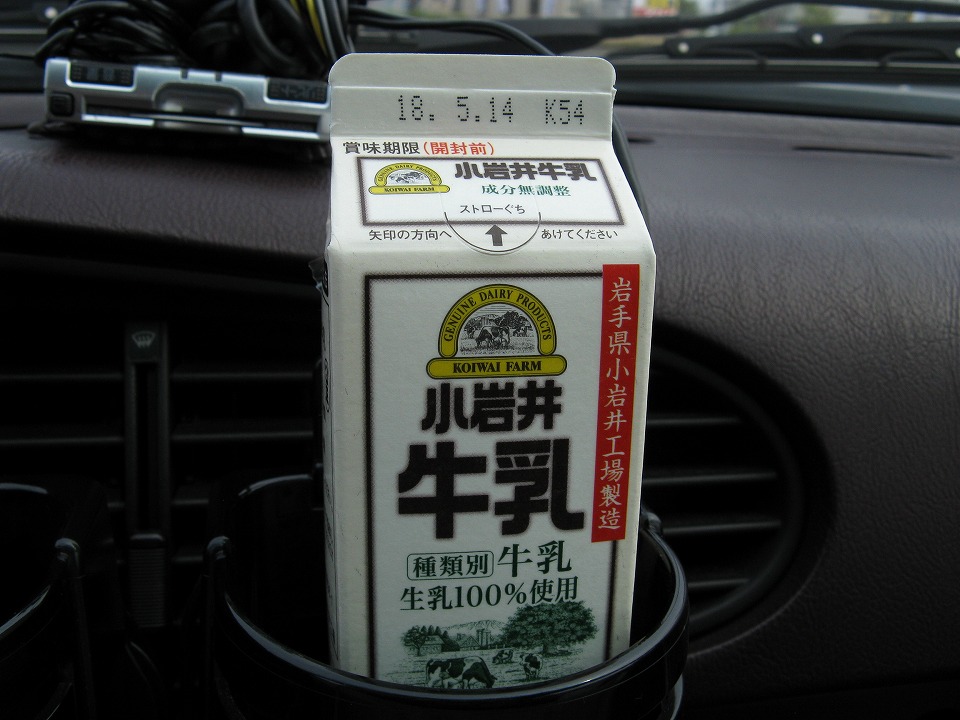 18. 5.14 K54
賞味期限(開封前)
GENUINE DAIRY PRODUCTS
KOIWAI FARM
小岩井牛乳
成分無調整
ストローぐち
矢印の方向へ
あけてください
GENUINE DAIRY PRODUCTS
KOIWAI FARM
小岩井
牛乳
岩手県小岩井工場製造
種類別 牛乳
生乳100%使用